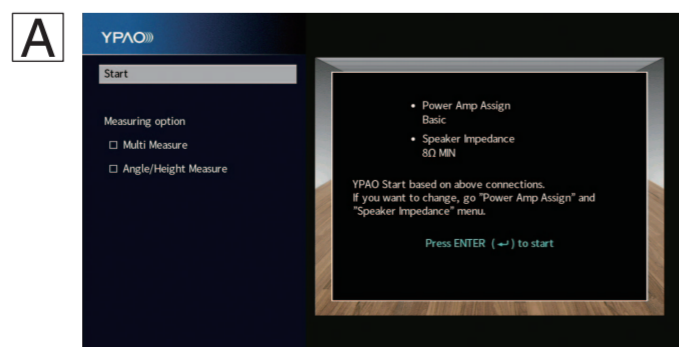 A
YPAO
Start
Measuring option
Multi Measure
Angle/Height Measure
• Power Amp Assign
Basic
• Speaker Impedance
8Ω MIN
YPAO Start based on above connections.
If you want to change, go "Power Amp Assign" and
"Speaker Impedance" menu.
Press ENTER (↵) to start